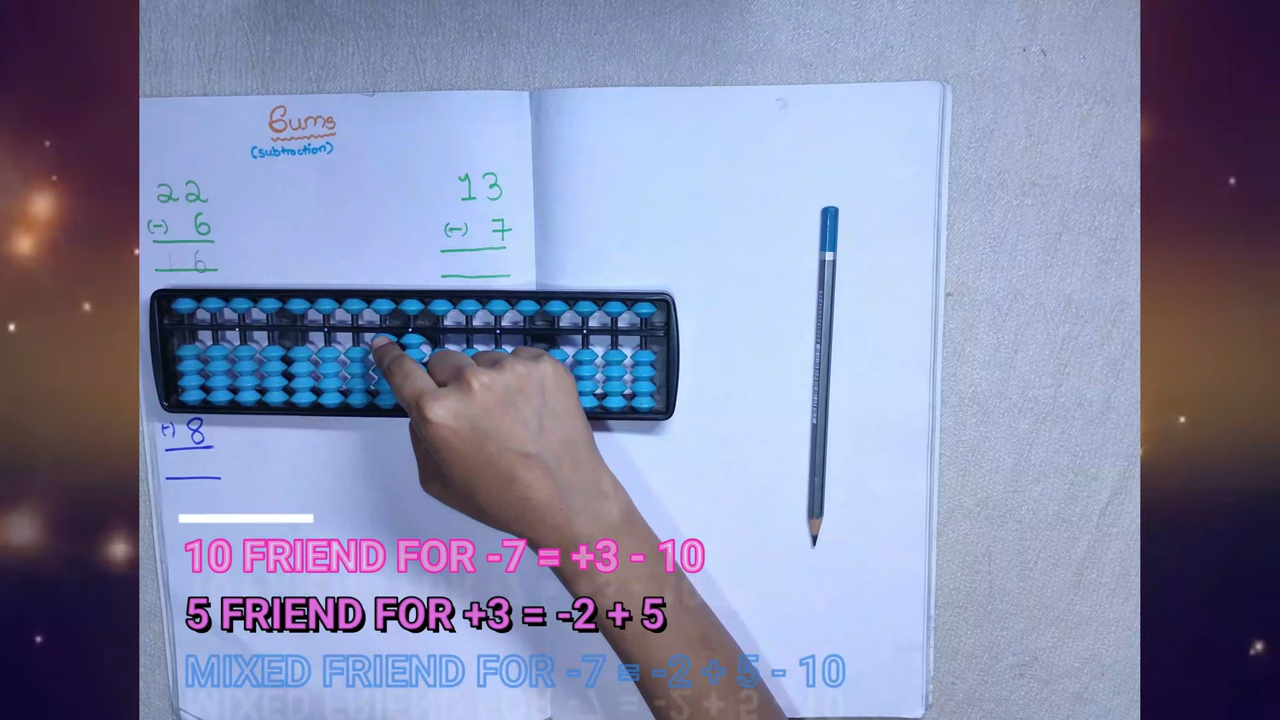 Sums
(subtraction)
22
(-) 6
16
13
(-) 7
(-) 8
10 FRIEND FOR -7 = +3 - 10
5 FRIEND FOR +3 = -2 + 5
MIXED FRIEND FOR -7 = -2 + 5 - 10